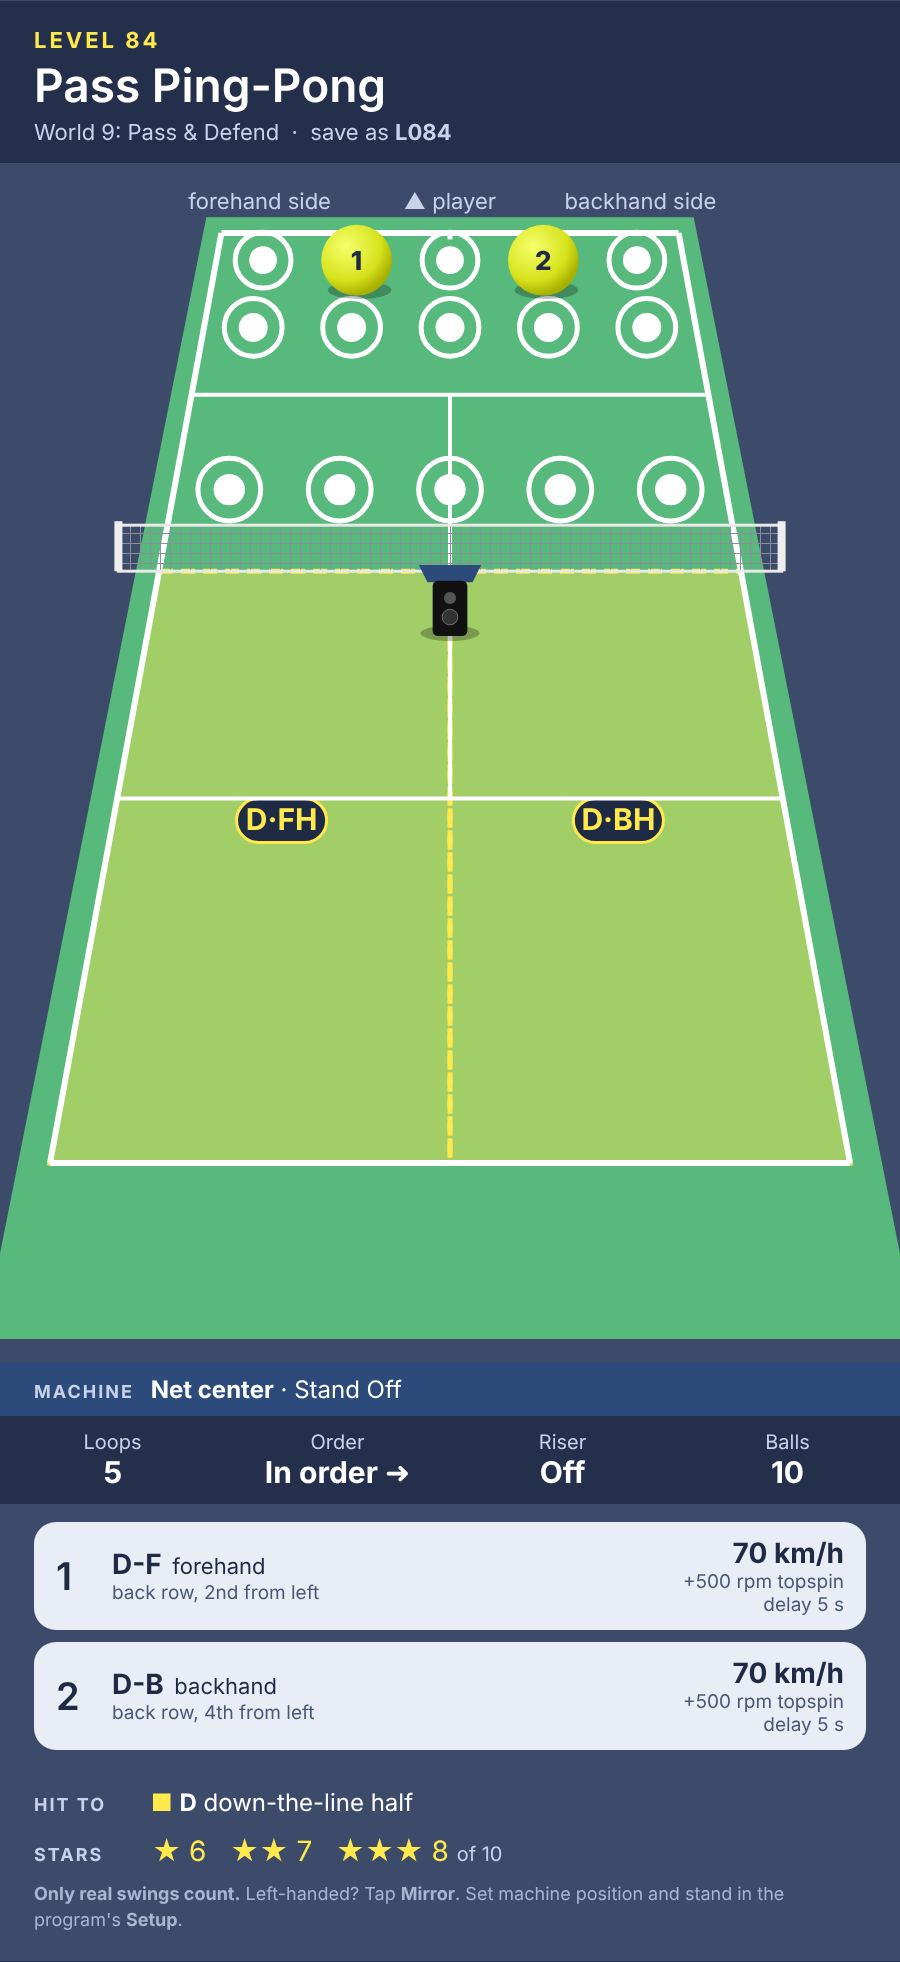 LEVEL 84
Pass Ping-Pong
World 9: Pass & Defend · save as L084
forehand side ▲ player backhand side
1 2
D·FH D·BH
MACHINE Net center · Stand Off
Loops Order Riser Balls
5 In order → Off 10
1 D-F forehand 70 km/h
back row, 2nd from left +500 rpm topspin
delay 5 s
2 D-B backhand 70 km/h
back row, 4th from left +500 rpm topspin
delay 5 s
HIT TO D down-the-line half
STARS ★ 6 ★★ 7 ★★★ 8 of 10
Only real swings count. Left-handed? Tap Mirror. Set machine position and stand in the
program's Setup.